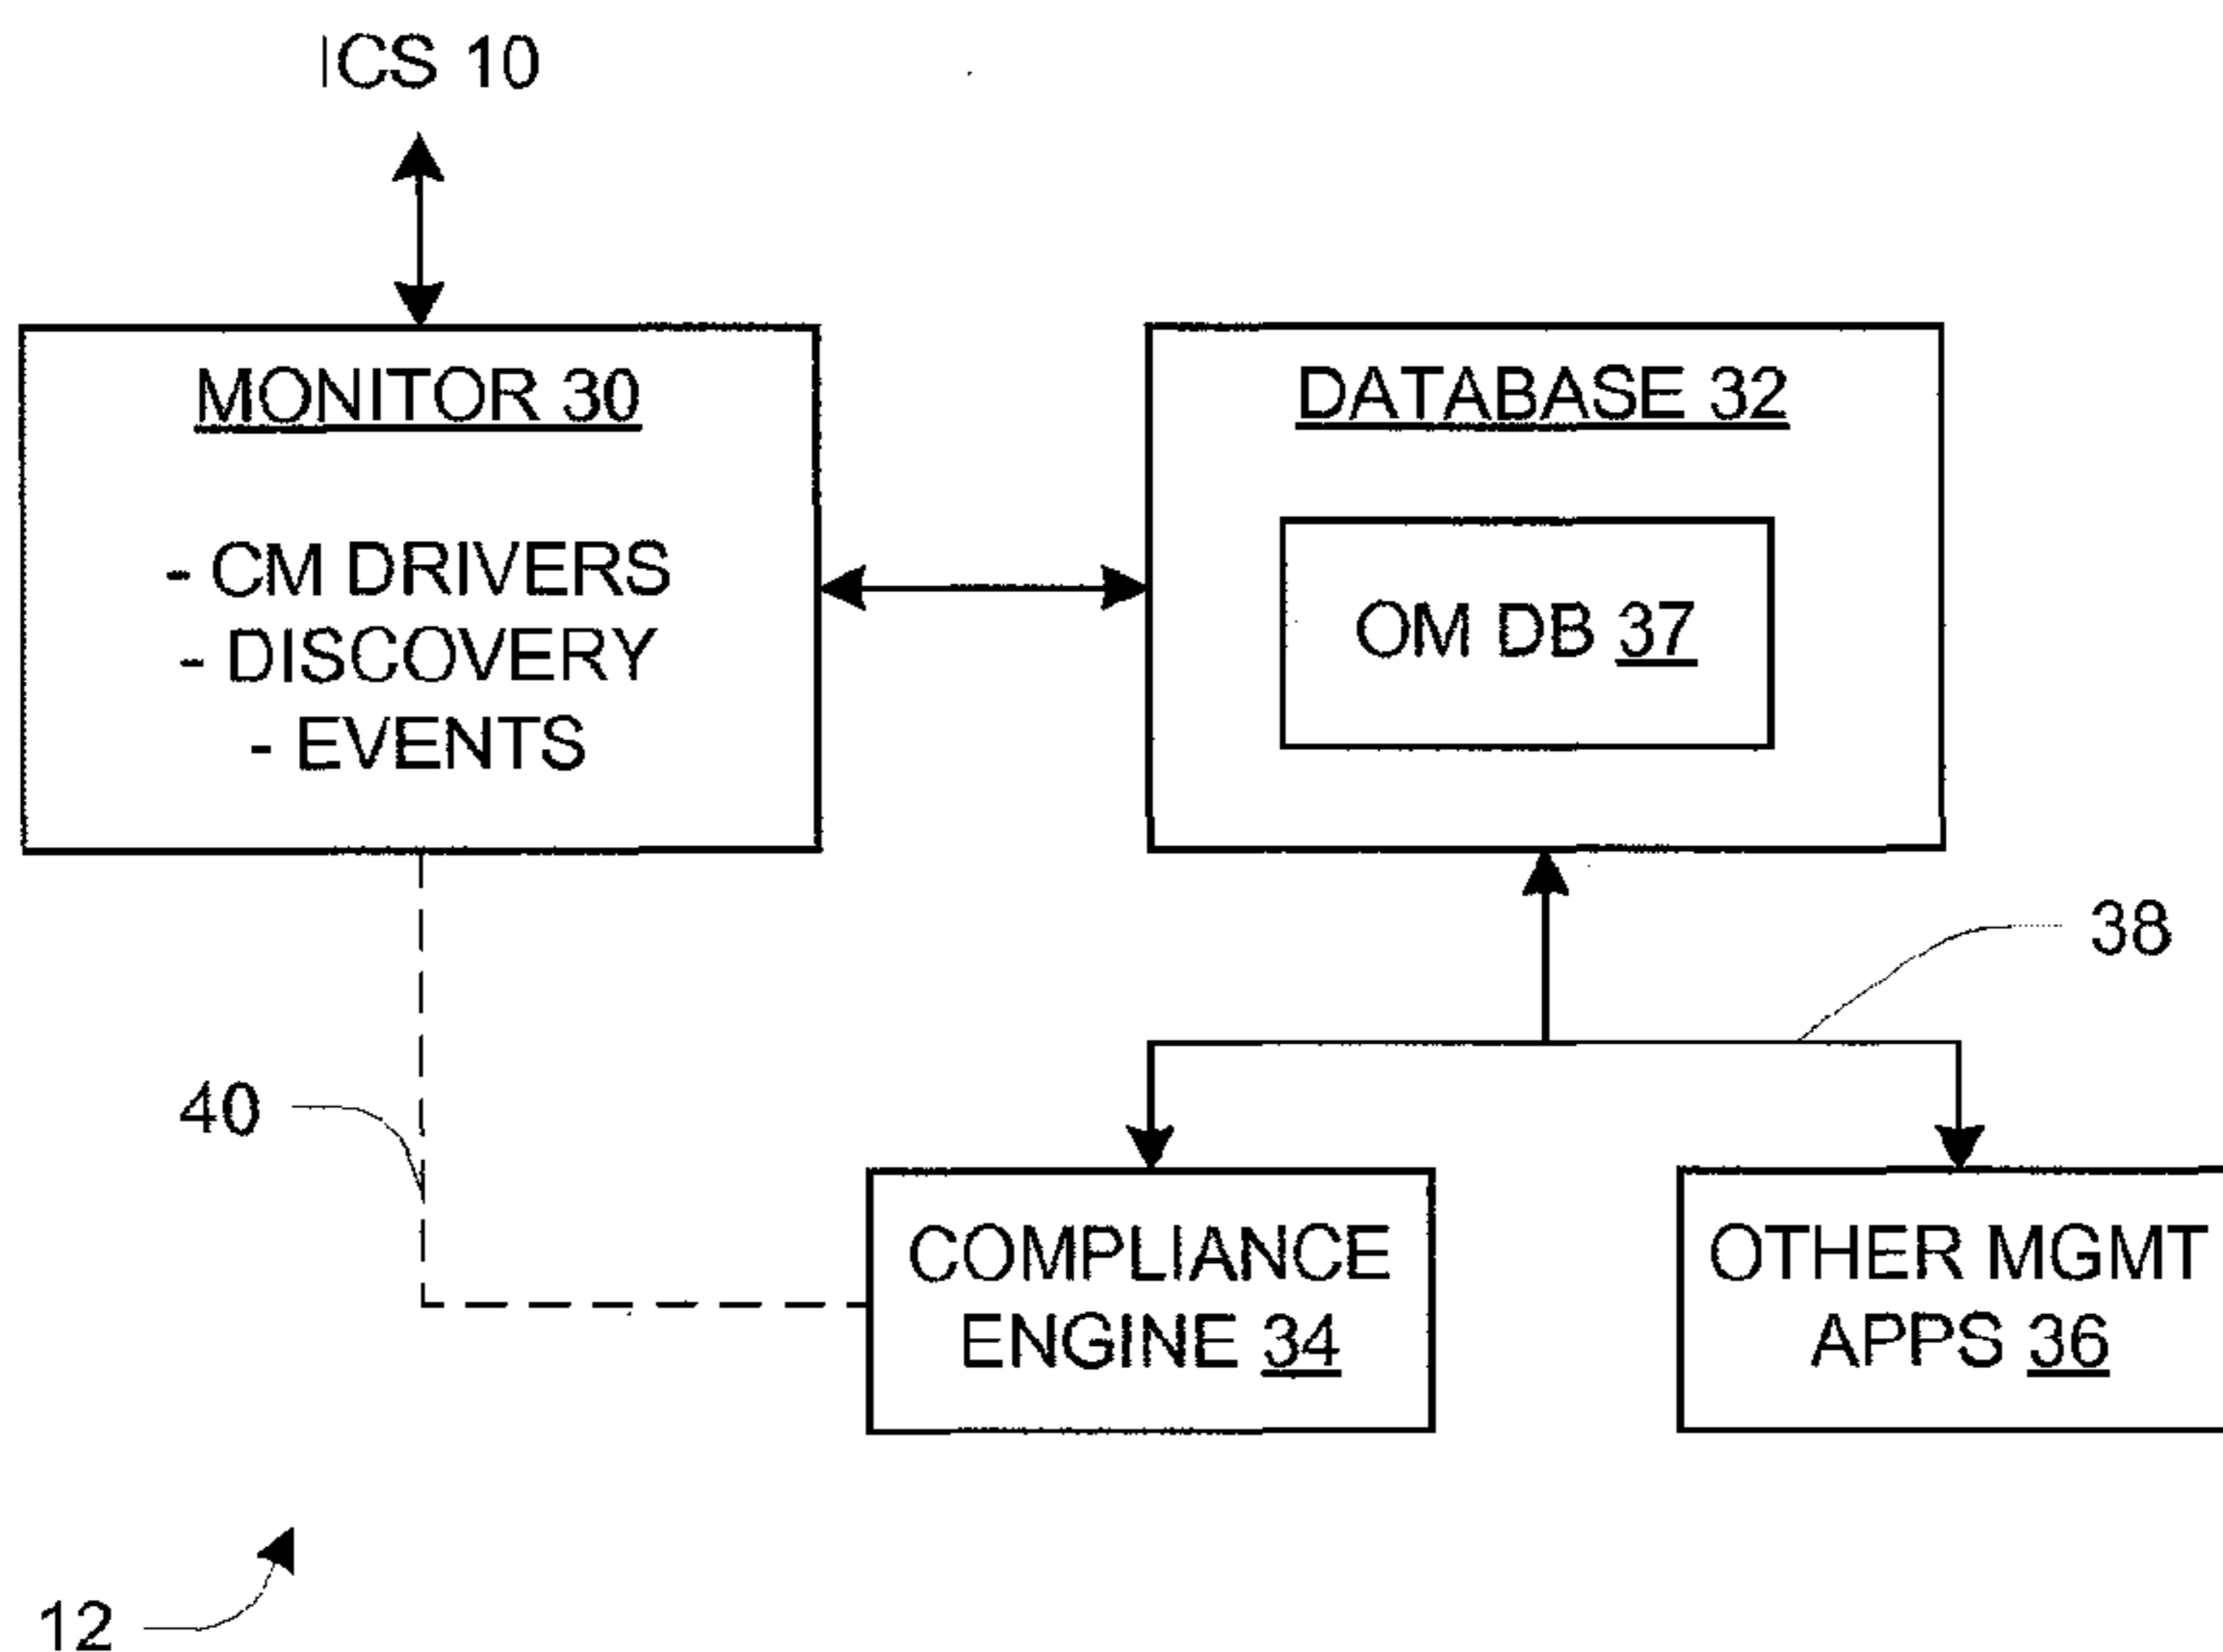 ICS 10
MONITOR 30
- CM DRIVERS
- DISCOVERY
- EVENTS
DATABASE 32
OM DB 37
38
40
COMPLIANCE
ENGINE 34
OTHER MGMT
APPS 36
12